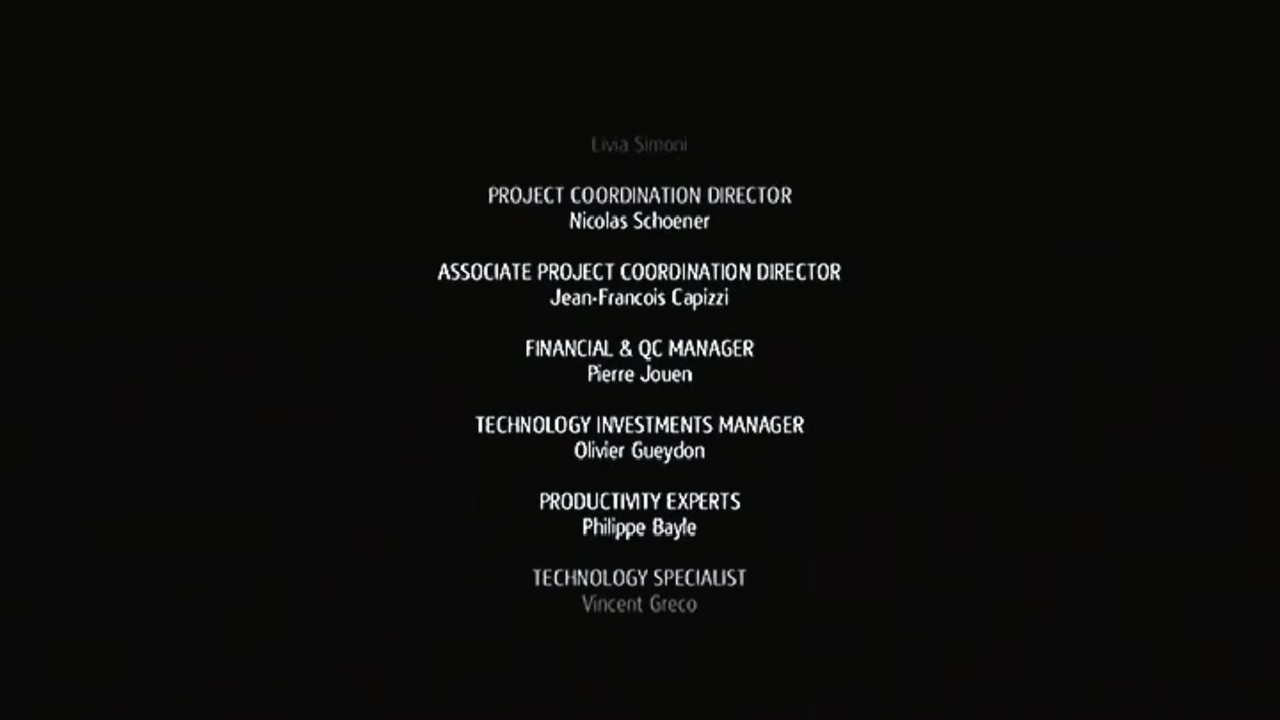 Livia Simoni
PROJECT COORDINATION DIRECTOR
Nicolas Schoener
ASSOCIATE PROJECT COORDINATION DIRECTOR
Jean-Francois Capizzi
FINANCIAL & QC MANAGER
Pierre Jouen
TECHNOLOGY INVESTMENTS MANAGER
Olivier Gueydon
PRODUCTIVITY EXPERTS
Philippe Bayle
TECHNOLOGY SPECIALIST
Vincent Greco